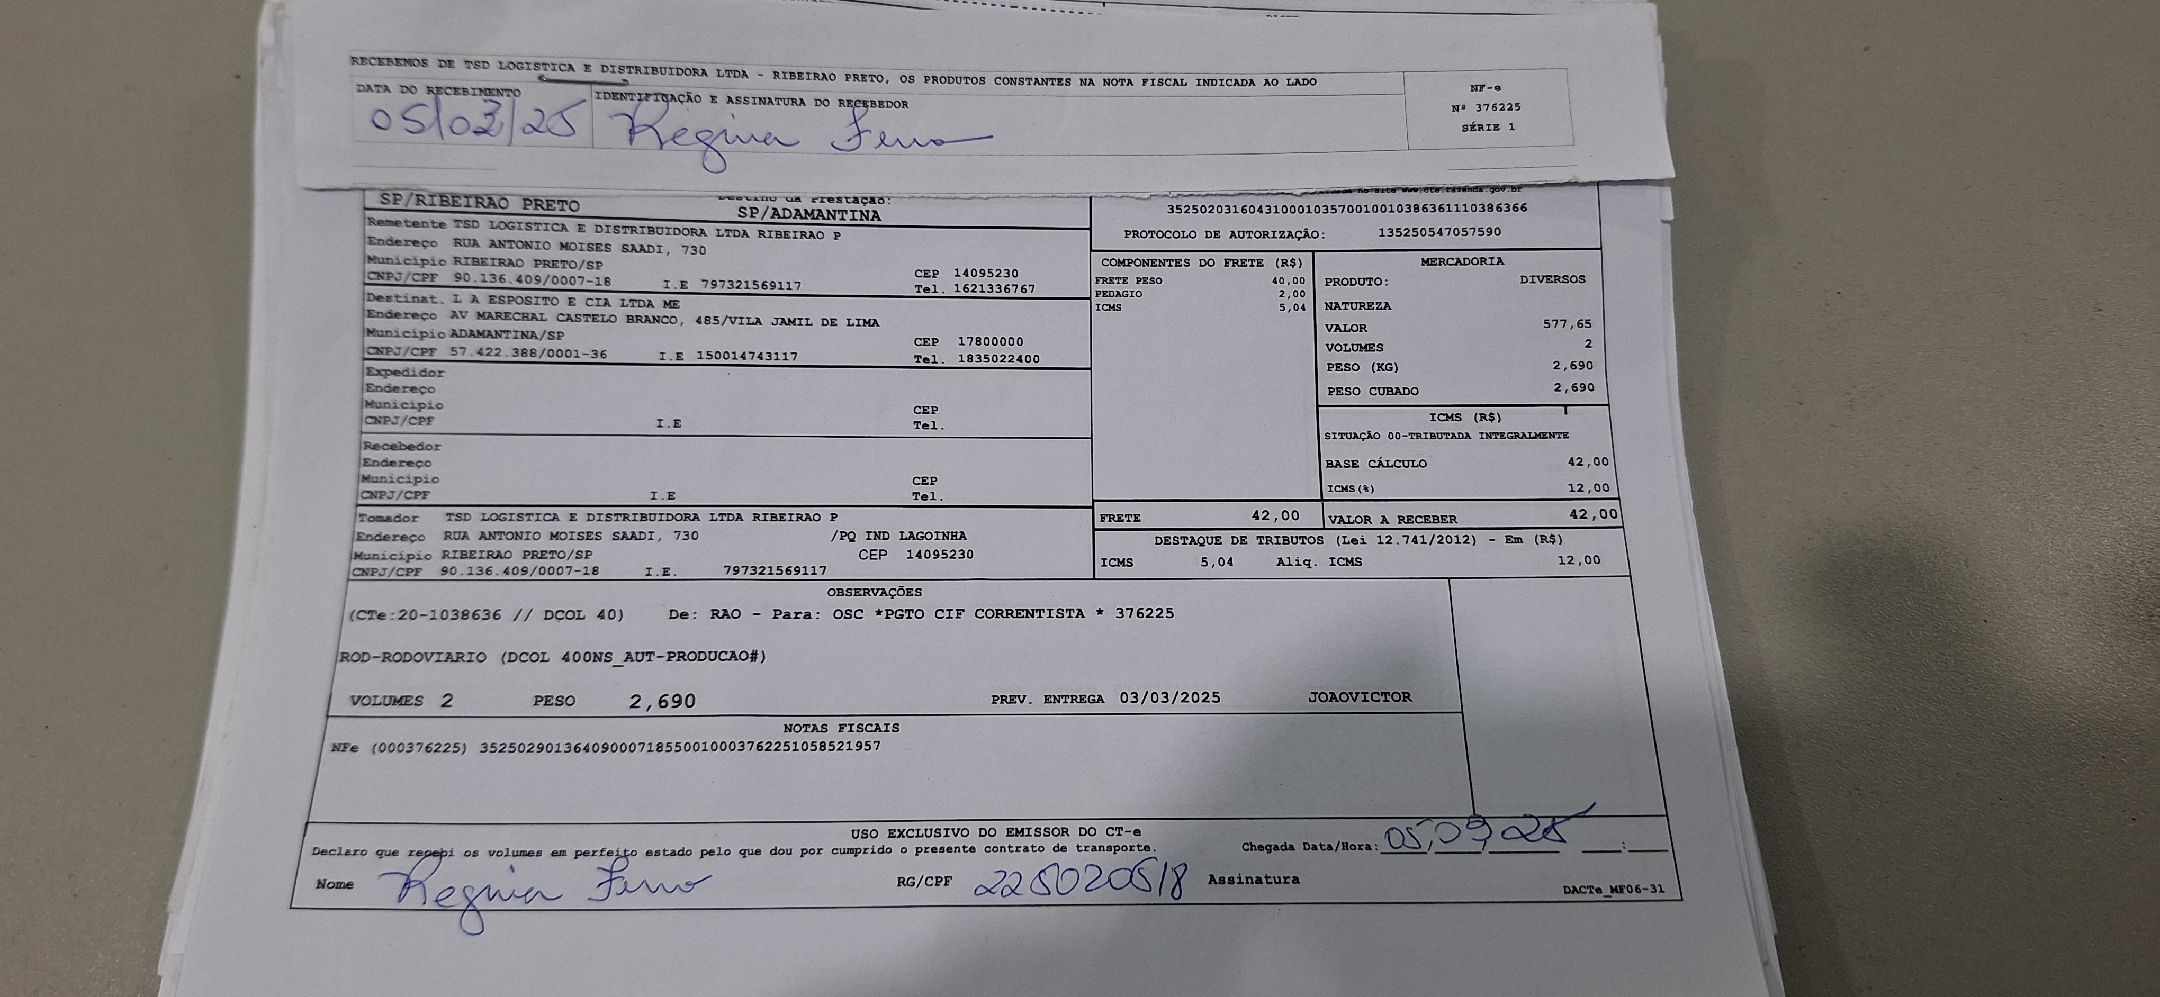 RECEBEMOS DE TSD LOGISTICA E DISTRIBUIDORA LTDA - RIBEIRAO PRETO, OS PRODUTOS CONSTANTES NA NOTA FISCAL INDICADA AO LADO
DATA DO RECEBIMENTO IDENTIFICAÇÃO E ASSINATURA DO RECEBEDOR
05/03/25 Regina
NF-e
Nº 376225
SÉRIE 1
Destino da Prestação:
SP/RIBEIRAO PRETO SP/ADAMANTINA
Remetente TSD LOGISTICA E DISTRIBUIDORA LTDA RIBEIRAO P
Endereço RUA ANTONIO MOISES SAADI, 730
Municipio RIBEIRAO PRETO/SP CEP 14095230
CNPJ/CPF 90.136.409/0007-18 I.E 797321569117 Tel. 1621336767
Destinat. L A ESPOSITO E CIA LTDA ME
Endereço AV MARECHAL CASTELO BRANCO, 485/VILA JAMIL DE LIMA
Municipio ADAMANTINA/SP CEP 17800000
CNPJ/CPF 57.422.388/0001-36 I.E 150014743117 Tel. 1835022400
Expedidor
Endereço
Municipio CEP
CNPJ/CPF I.E Tel.
Recebedor
Endereço
Municipio CEP
CNPJ/CPF I.E Tel.
Tomador TSD LOGISTICA E DISTRIBUIDORA LTDA RIBEIRAO P
Endereço RUA ANTONIO MOISES SAADI, 730 /PQ IND LAGOINHA
Municipio RIBEIRAO PRETO/SP CEP 14095230
CNPJ/CPF 90.136.409/0007-18 I.E. 797321569117
no site www.cte.fazenda.gov.br
35250203160431000103570010010386361110386366
PROTOCOLO DE AUTORIZAÇÃO: 135250547057590
COMPONENTES DO FRETE (R$)
FRETE PESO 40,00
PEDAGIO 2,00
ICMS 5,04
MERCADORIA
PRODUTO: DIVERSOS
NATUREZA
VALOR 577,65
VOLUMES 2
PESO (KG) 2,690
PESO CUBADO 2,690
ICMS (R$)
SITUAÇÃO 00-TRIBUTADA INTEGRALMENTE
BASE CÁLCULO 42,00
ICMS(%) 12,00
FRETE 42,00 VALOR A RECEBER 42,00
DESTAQUE DE TRIBUTOS (Lei 12.741/2012) - Em (R$)
ICMS 5,04 Aliq. ICMS 12,00
OBSERVAÇÕES
(CTe:20-1038636 // DCOL 40) De: RAO - Para: OSC *PGTO CIF CORRENTISTA * 376225
ROD-RODOVIARIO (DCOL 400NS_AUT-PRODUCAO#)
VOLUMES 2 PESO 2,690 PREV. ENTREGA 03/03/2025 JOAOVICTOR
NOTAS FISCAIS
NFe (000376225) 35250290136409000718550010003762251058521957
USO EXCLUSIVO DO EMISSOR DO CT-e
Declaro que recebi os volumes em perfeito estado pelo que dou por cumprido o presente contrato de transporte. Chegada Data/Hora: __:__
Nome Regina RG/CPF 225020518 Assinatura
DACTe_MF06-31